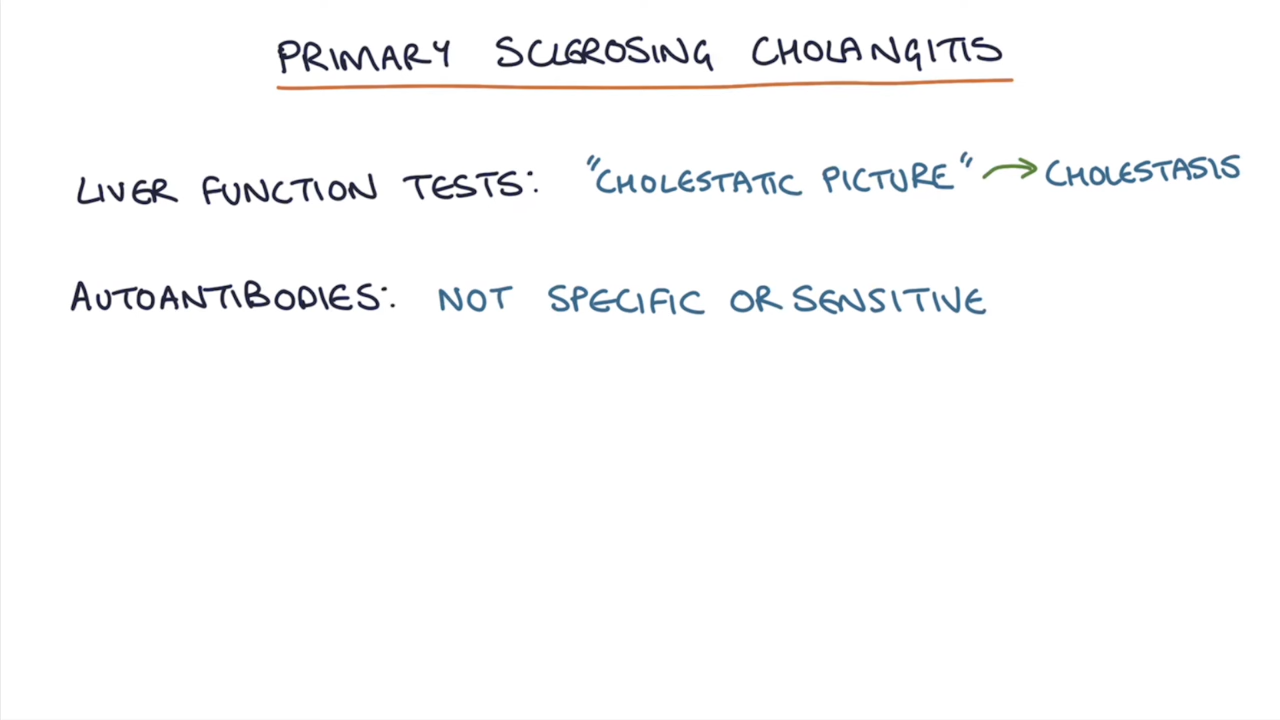 PRIMARY SCLEROSING CHOLANGITIS
LIVER FUNCTION TESTS: "CHOLESTATIC PICTURE" → CHOLESTASIS
AUTOANTIBODIES: NOT SPECIFIC OR SENSITIVE